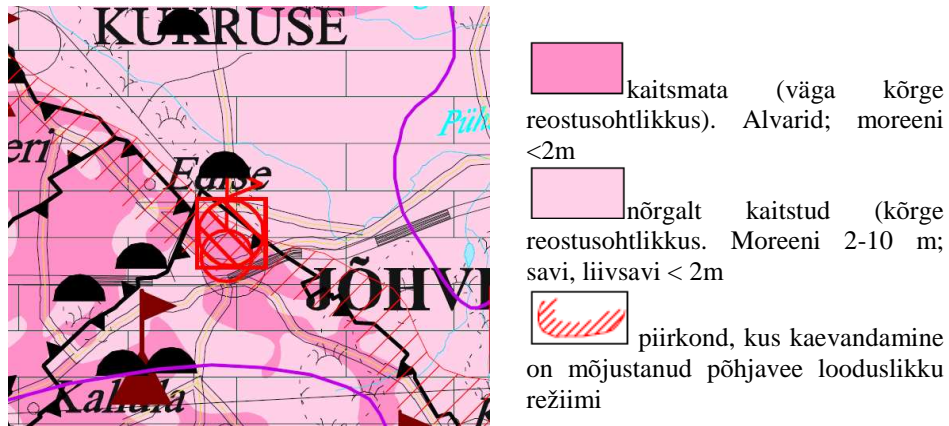 KUKRUSE
Püh
eri
Edise
JÕHVI
Kahula
kaitsmata (väga kõrge
reostusohtlikkus). Alvarid; moreeni
<2m
nõrgalt kaitstud (kõrge
reostusohtlikkus. Moreeni 2-10 m;
savi, liivsavi < 2m
piirkond, kus kaevandamine
on mõjustanud põhjavee looduslikku
režiimi